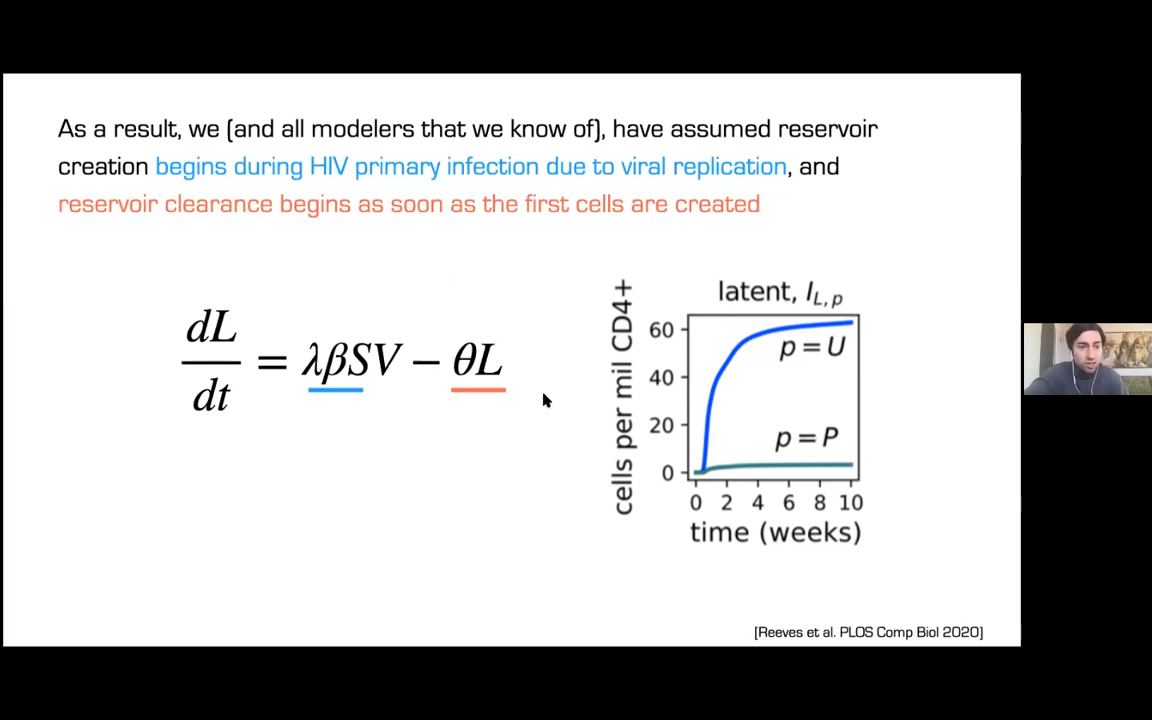 As a result, we (and all modelers that we know of), have assumed reservoir
creation begins during HIV primary infection due to viral replication, and
reservoir clearance begins as soon as the first cells are created
dL
dt
= λβSV − θL
latent, I_{L,p}
cells per mil CD4+
60
40
20
0
p = U
p = P
0 2 4 6 8 10
time (weeks)
[Reeves et al. PLOS Comp Biol 2020]